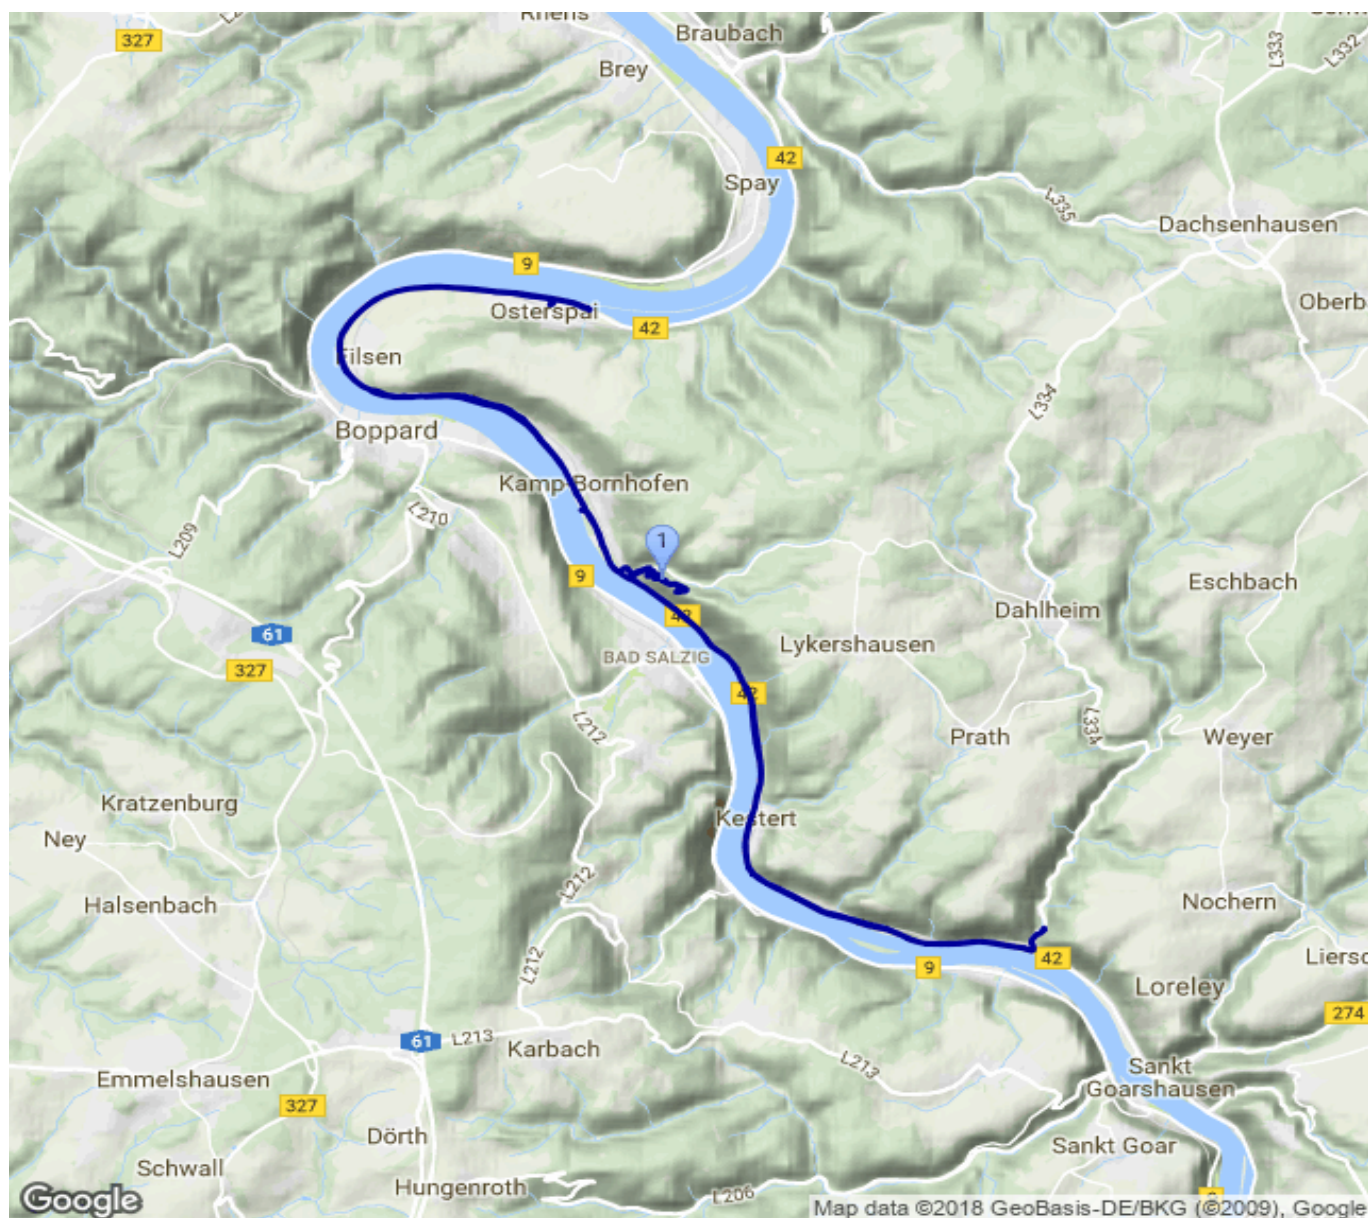 Rhens
Braubach
327
L333
L332
Brey
42
Spay
L335
Dachsenhausen
9
Osterspai
42
Filsen
L334
Boppard
Kamp-Bornhofen
L210
L209
1
9
Eschbach
Dahlheim
42
61
Lykershausen
BAD SALZIG
327
42
L212
L334
Prath
Weyer
Kratzenburg
Kestert
Ney
L212
Halsenbach
Nochern
42
9
L212
Loreley
274
61
L213
Karbach
L213
Emmelshausen
Sankt
Goarshausen
327
Dörth
Sankt Goar
Schwall
Hungenroth
L206
Google
Map data ©2018 GeoBasis-DE/BKG (©2009), Google